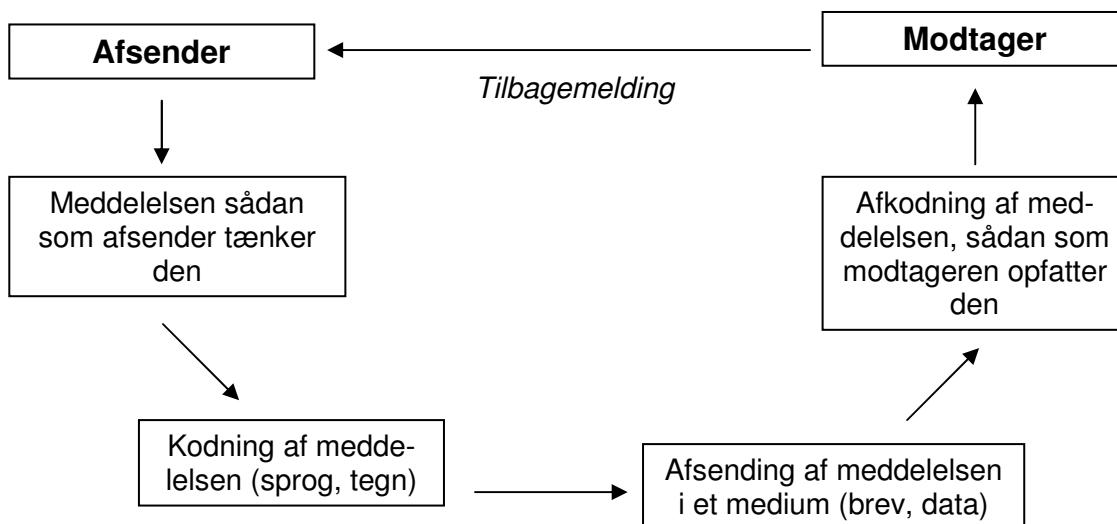 Afsender
Modtager
Tilbagemelding
Meddelelsen sådan
som afsender tænker
den
Afkodning af med-
delelsen, sådan som
modtageren opfatter
den
Kodning af medde-
lelsen (sprog, tegn)
Afsending af meddelelsen
i et medium (brev, data)